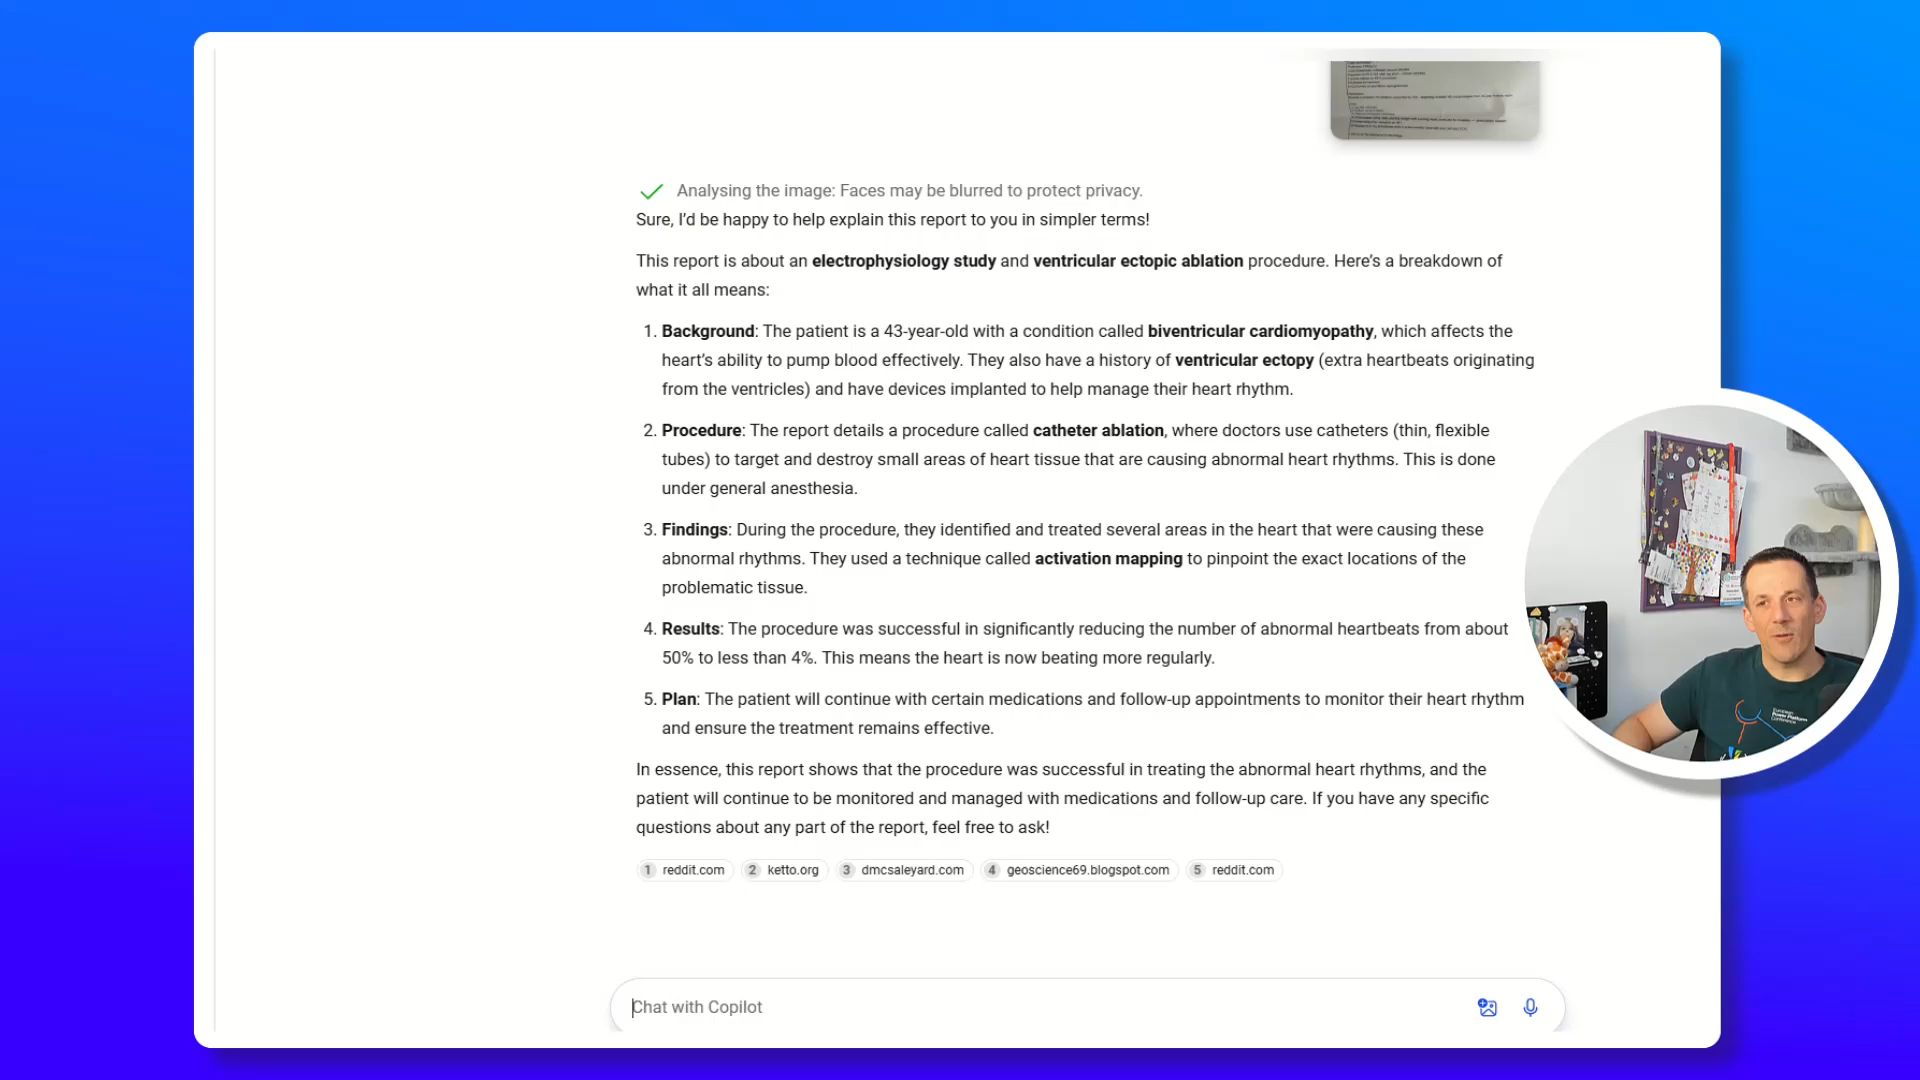 Analysing the image: Faces may be blurred to protect privacy.
Sure, I'd be happy to help explain this report to you in simpler terms!
This report is about an electrophysiology study and ventricular ectopic ablation procedure. Here's a breakdown of
what it all means:
1. Background: The patient is a 43-year-old with a condition called biventricular cardiomyopathy, which affects the
heart's ability to pump blood effectively. They also have a history of ventricular ectopy (extra heartbeats originating
from the ventricles) and have devices implanted to help manage their heart rhythm.
2. Procedure: The report details a procedure called catheter ablation, where doctors use catheters (thin, flexible
tubes) to target and destroy small areas of heart tissue that are causing abnormal heart rhythms. This is done
under general anesthesia.
3. Findings: During the procedure, they identified and treated several areas in the heart that were causing these
abnormal rhythms. They used a technique called activation mapping to pinpoint the exact locations of the
problematic tissue.
4. Results: The procedure was successful in significantly reducing the number of abnormal heartbeats from about
50% to less than 4%. This means the heart is now beating more regularly.
5. Plan: The patient will continue with certain medications and follow-up appointments to monitor their heart rhythm
and ensure the treatment remains effective.
In essence, this report shows that the procedure was successful in treating the abnormal heart rhythms, and the
patient will continue to be monitored and managed with medications and follow-up care. If you have any specific
questions about any part of the report, feel free to ask!
1 reddit.com 2 ketto.org 3 dmcsaleyard.com 4 geoscience69.blogspot.com 5 reddit.com
Chat with Copilot
European
Power Platform
Conference